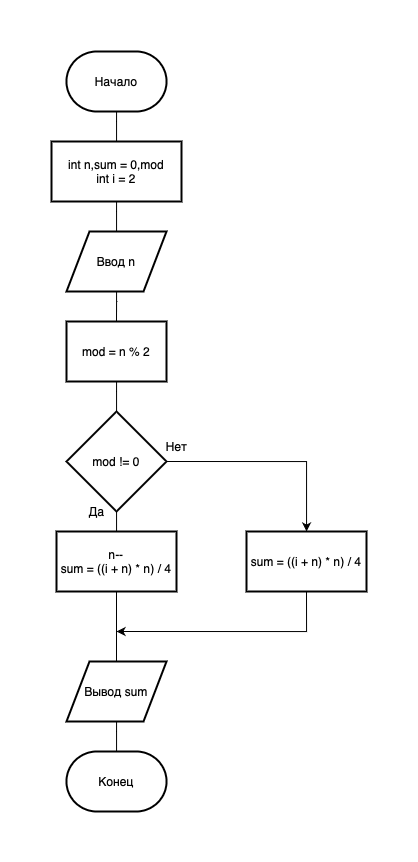 Начало
int n,sum = 0,mod
int i = 2
Ввод n
mod = n % 2
mod != 0
Нет
Да
n--
sum = ((i + n) * n) / 4
sum = ((i + n) * n) / 4
Вывод sum
Конец